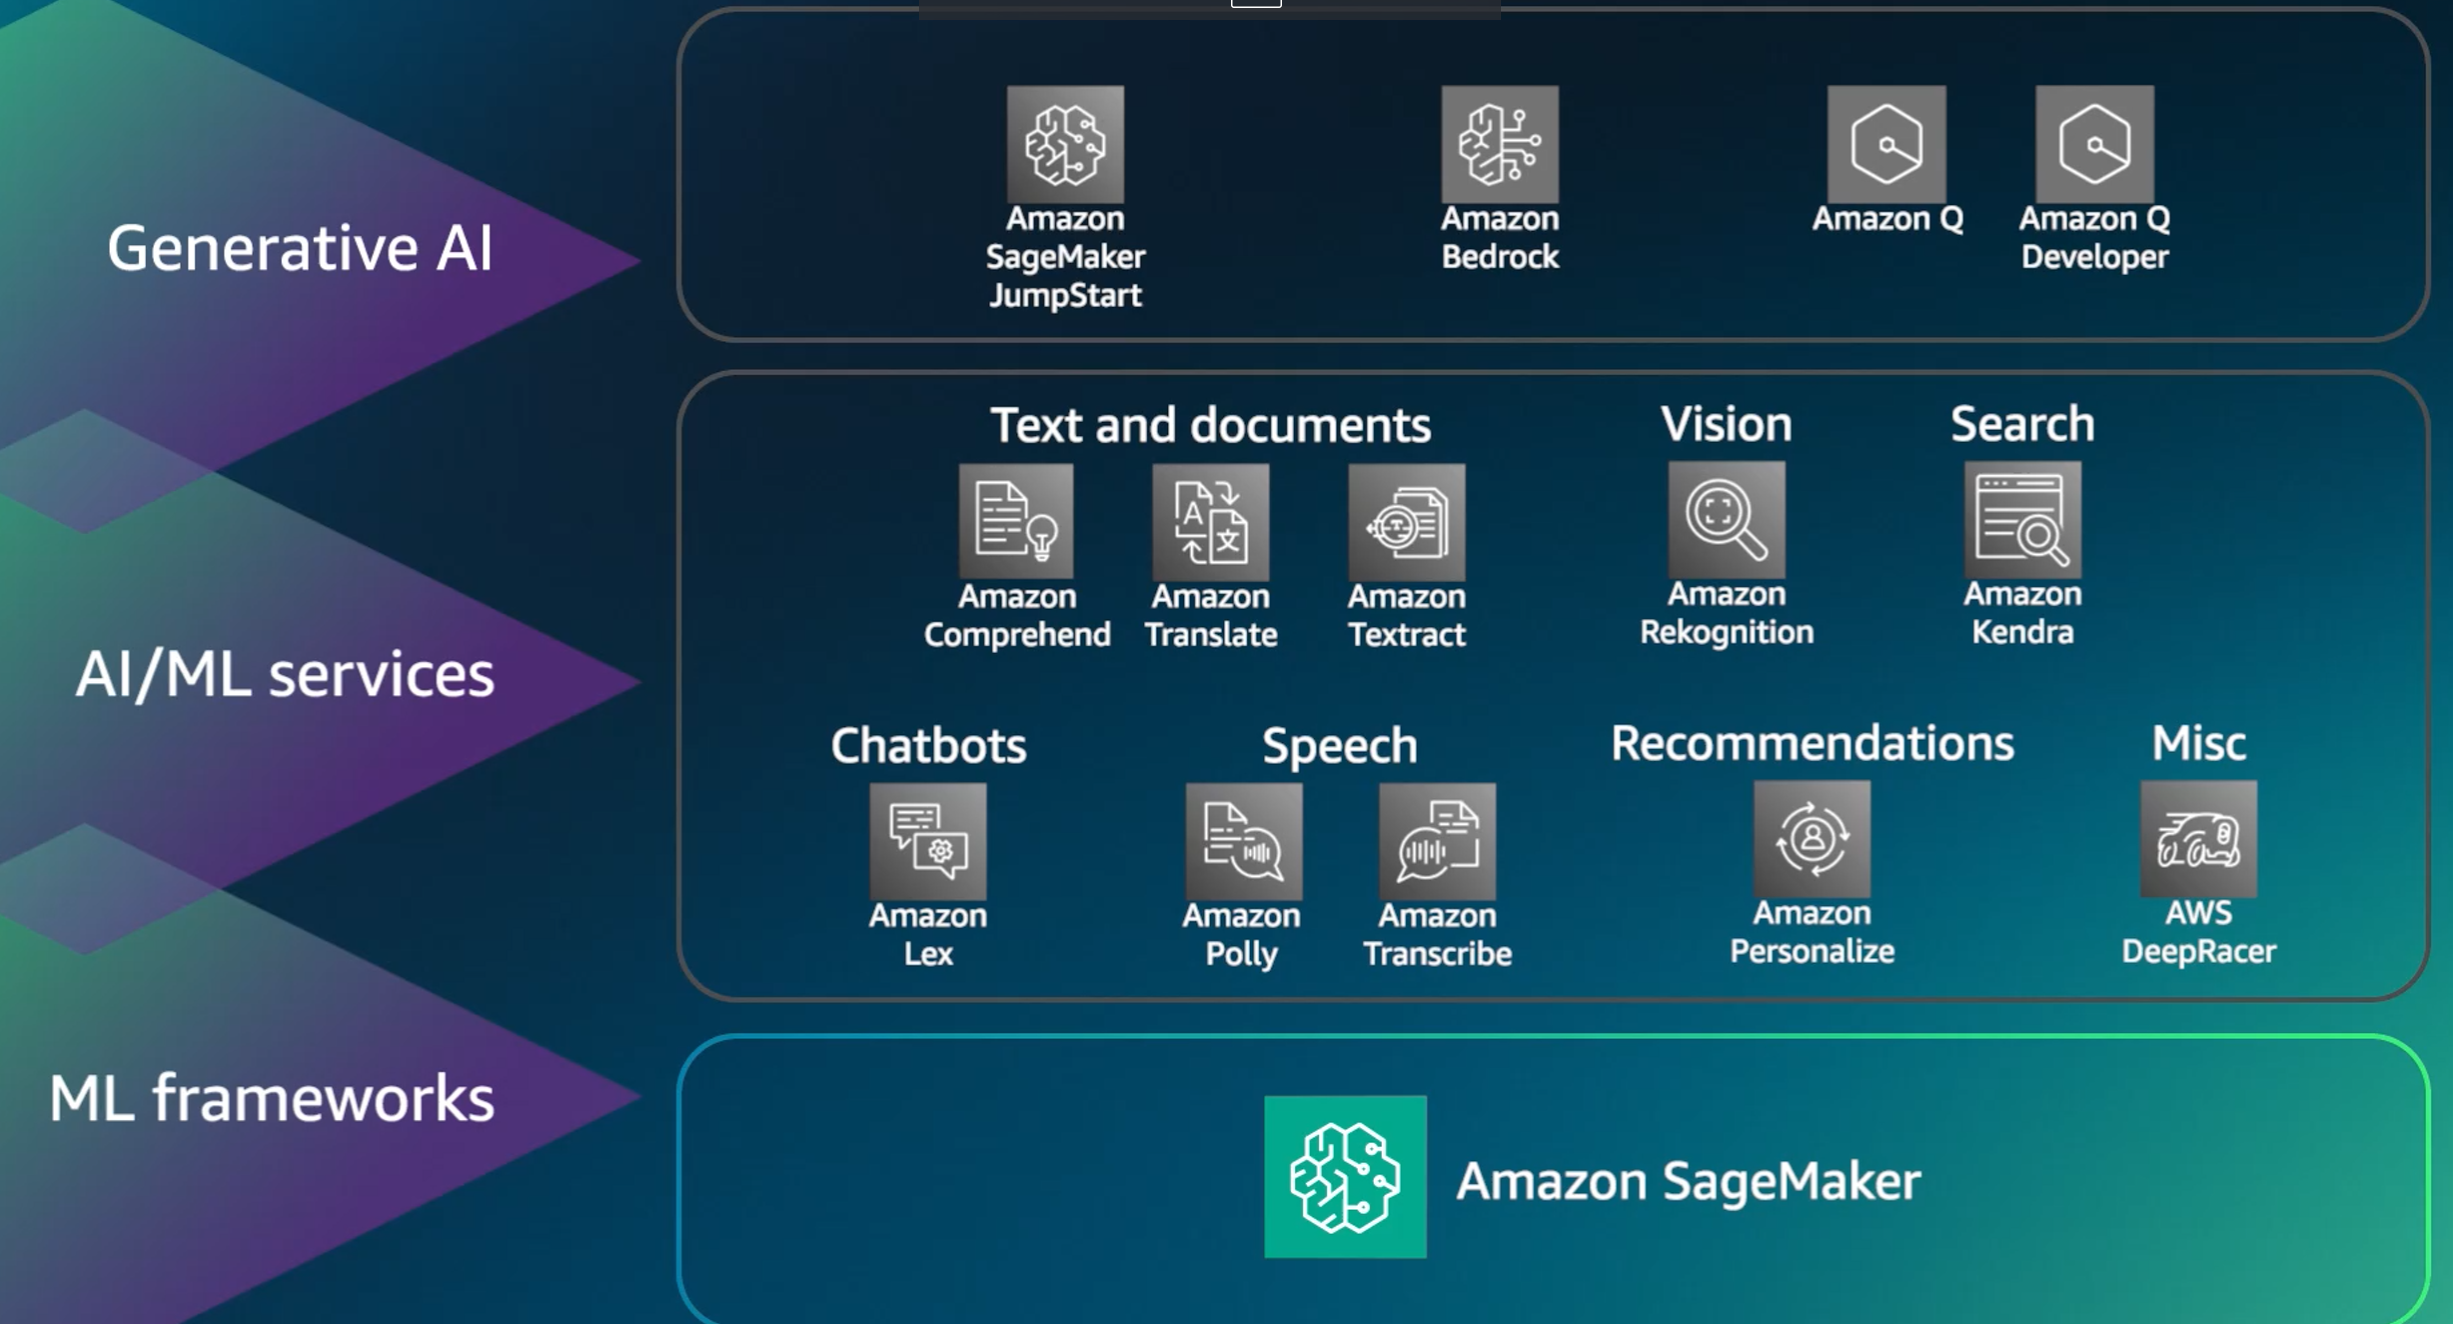 Generative AI
Amazon
SageMaker
JumpStart
Amazon
Bedrock
Amazon Q
Amazon Q
Developer
AI/ML services
Text and documents
Amazon
Comprehend
Amazon
Translate
Amazon
Textract
Vision
Amazon
Rekognition
Search
Amazon
Kendra
Chatbots
Amazon
Lex
Speech
Amazon
Polly
Amazon
Transcribe
Recommendations
Amazon
Personalize
Misc
AWS
DeepRacer
ML frameworks
Amazon SageMaker